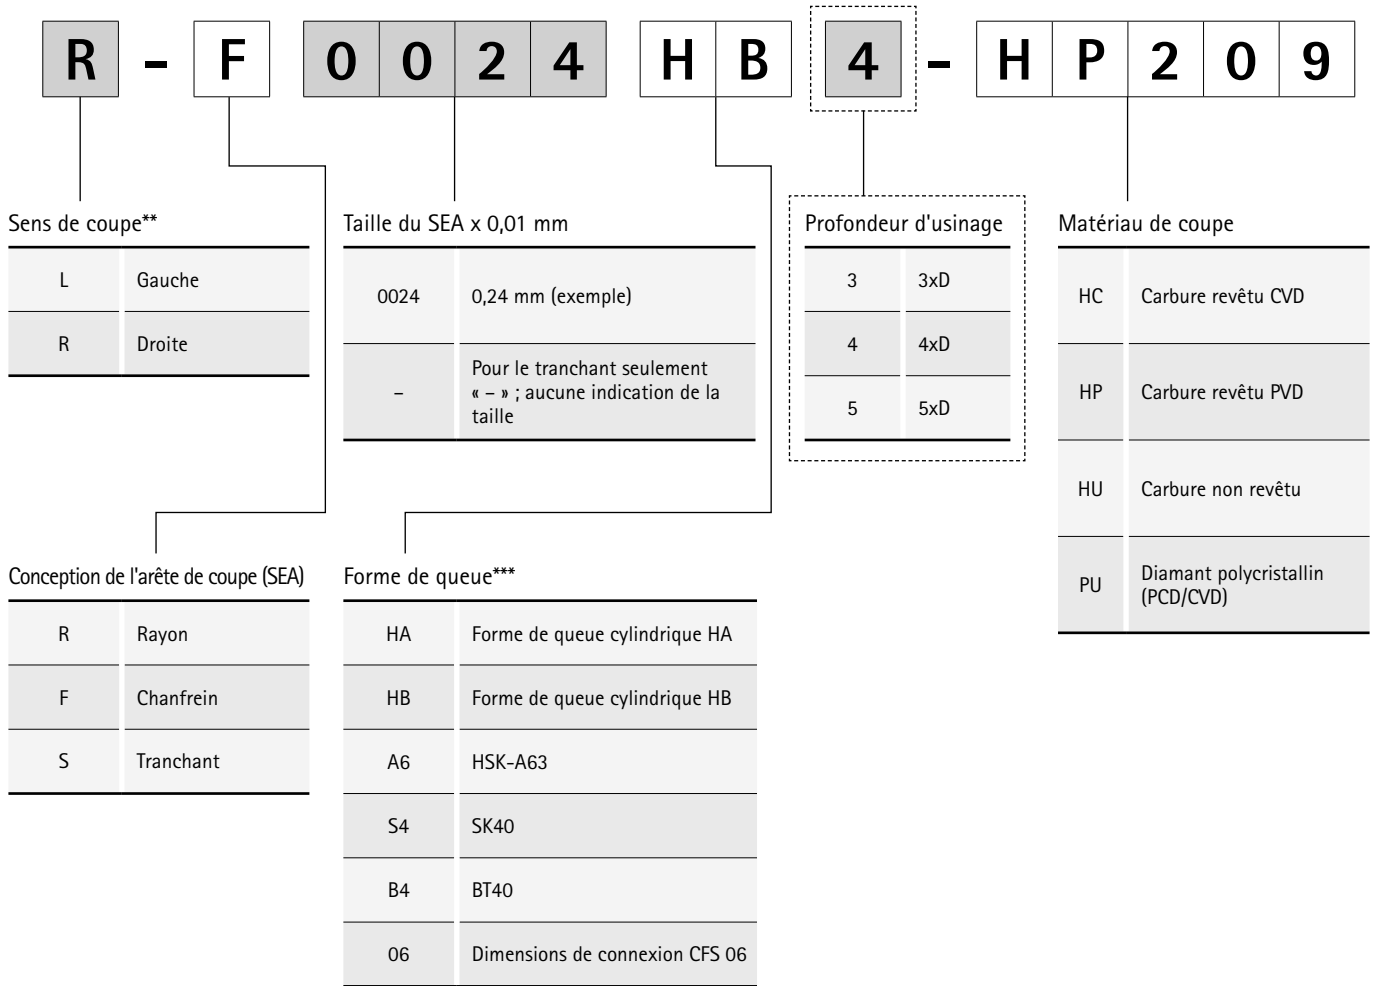 R - F 0 0 2 4 H B 4 - H P 2 0 9
Sens de coupe**
L Gauche
R Droite
Taille du SEA x 0,01 mm
0024 0,24 mm (exemple)
– Pour le tranchant seulement
« – » ; aucune indication de la
taille
Profondeur d'usinage
3 3xD
4 4xD
5 5xD
Matériau de coupe
HC Carbure revêtu CVD
HP Carbure revêtu PVD
HU Carbure non revêtu
PU Diamant polycristallin
(PCD/CVD)
Conception de l'arête de coupe (SEA)
R Rayon
F Chanfrein
S Tranchant
Forme de queue***
HA Forme de queue cylindrique HA
HB Forme de queue cylindrique HB
A6 HSK-A63
S4 SK40
B4 BT40
06 Dimensions de connexion CFS 06